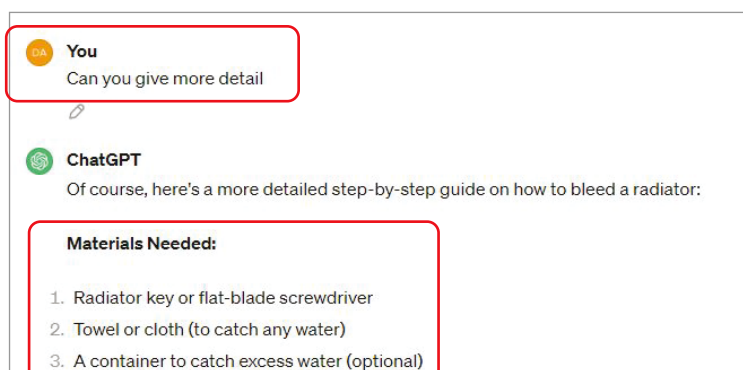 DA
You
Can you give more detail
ChatGPT
Of course, here's a more detailed step-by-step guide on how to bleed a radiator:
Materials Needed:
1. Radiator key or flat-blade screwdriver
2. Towel or cloth (to catch any water)
3. A container to catch excess water (optional)